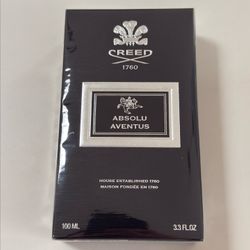 CREED
1760
ABSOLU
AVENTUS
HOUSE ESTABLISHED 1760
MAISON FONDÉE EN 1760
100 ML 3.3 FL.OZ